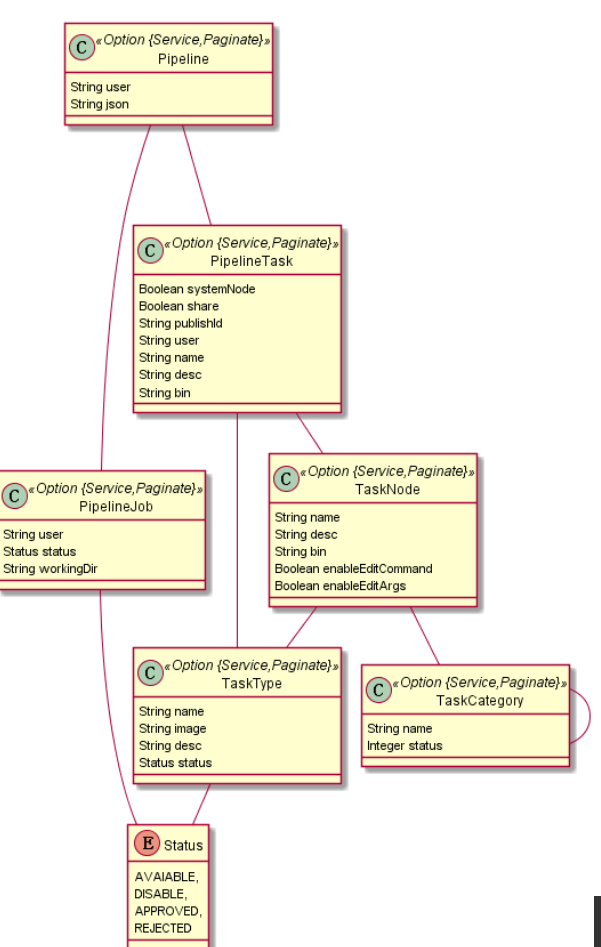 C «Option {Service,Paginate}»
Pipeline
String user
String json
C «Option {Service,Paginate}»
PipelineTask
Boolean systemNode
Boolean share
String publishId
String user
String name
String desc
String bin
C «Option {Service,Paginate}»
TaskNode
String name
String desc
String bin
Boolean enableEditCommand
Boolean enableEditArgs
C «Option {Service,Paginate}»
PipelineJob
String user
Status status
String workingDir
C «Option {Service,Paginate}»
TaskType
String name
String image
String desc
Status status
C «Option {Service,Paginate}»
TaskCategory
String name
Integer status
E Status
AVAIABLE,
DISABLE,
APPROVED,
REJECTED